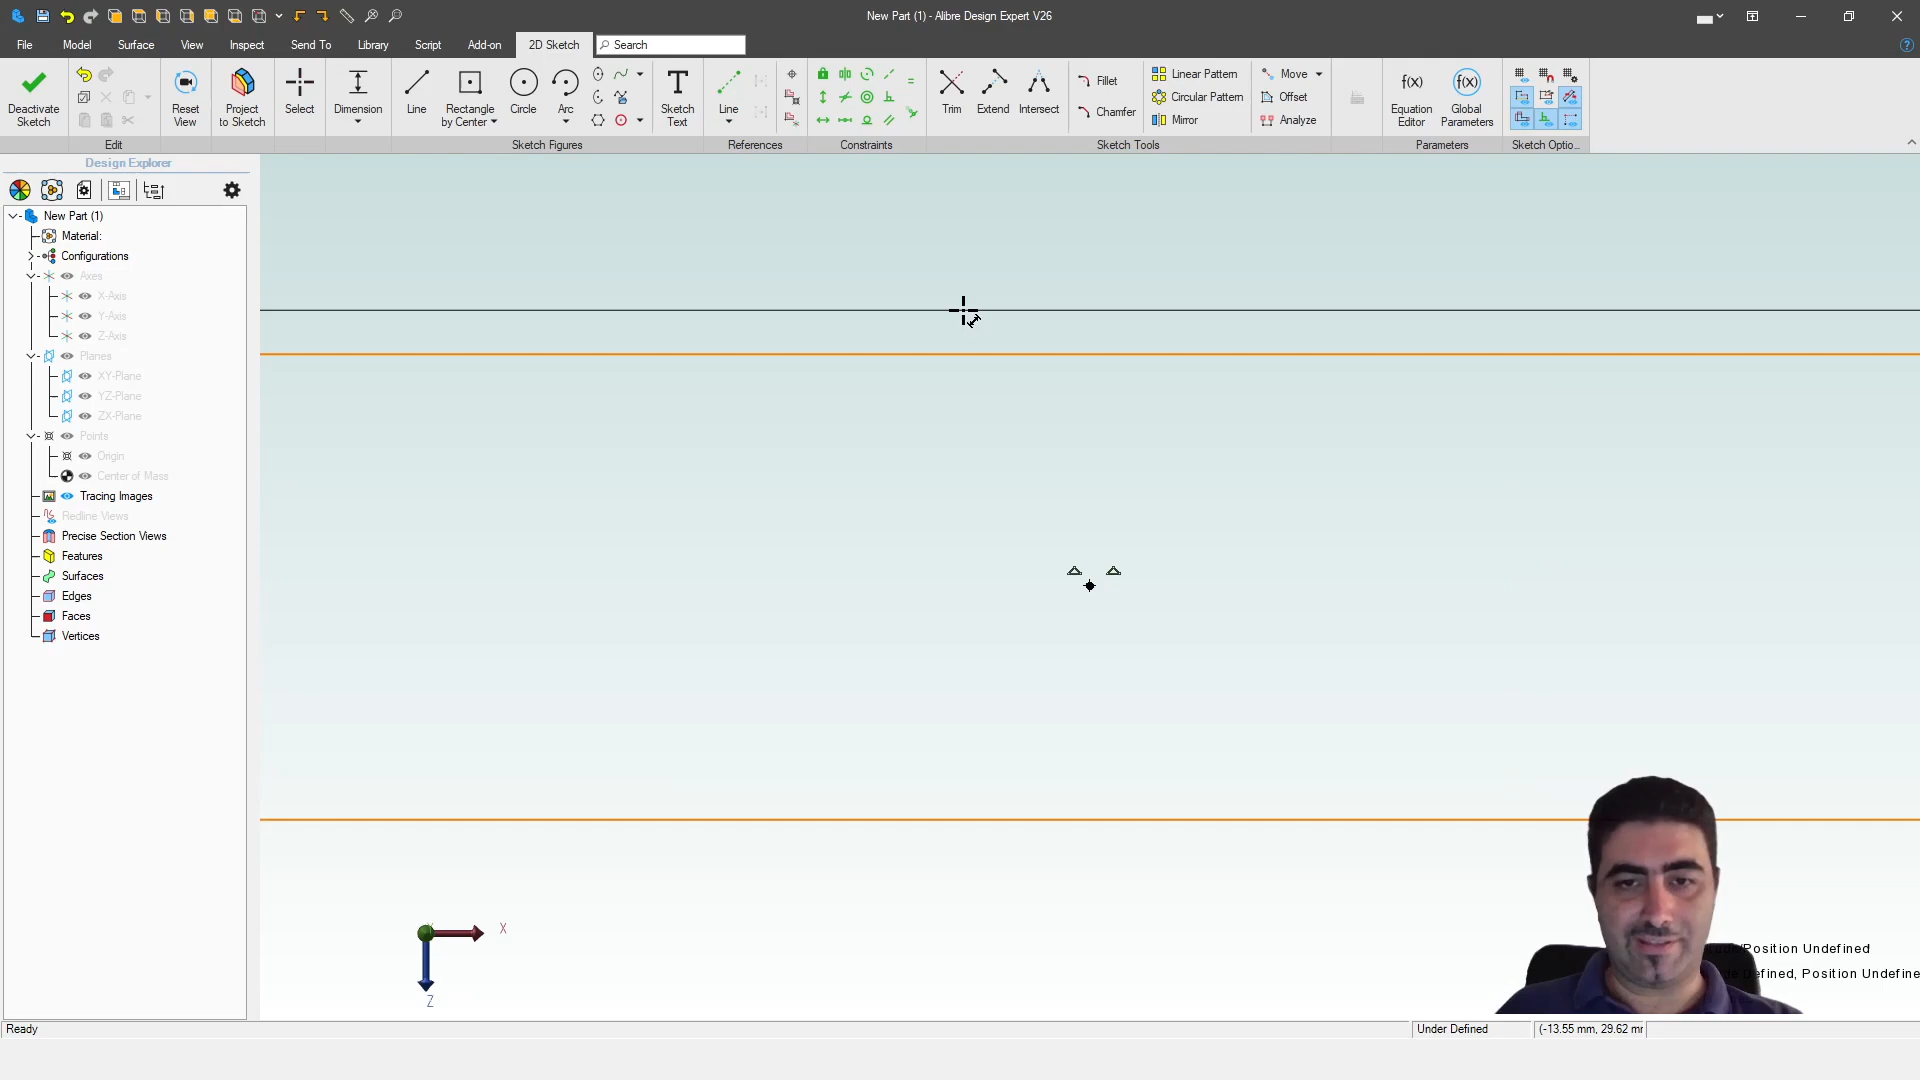 New Part (1) - Alibre Design Expert V26
File Model Surface View Inspect Send To Library Script Add-on 2D Sketch Search
Deactivate Sketch
Reset View
Project to Sketch
Select
Dimension
Line
Rectangle by Center
Circle
Arc
Sketch Text
Line
Trim
Extend
Intersect
Fillet
Chamfer
Linear Pattern
Circular Pattern
Mirror
Move
Offset
Analyze
Equation Editor
Global Parameters
Edit Sketch Figures References Constraints Sketch Tools Parameters Sketch Optio...
Design Explorer
New Part (1)
Material:
Configurations
Axes
X-Axis
Y-Axis
Z-Axis
Planes
XY-Plane
YZ-Plane
ZX-Plane
Points
Origin
Center of Mass
Tracing Images
Redline Views
Precise Section Views
Features
Surfaces
Edges
Faces
Vertices
X
Z
Position Undefined
Position Undefine
Ready Under Defined (-13.55 mm, 29.62 mm